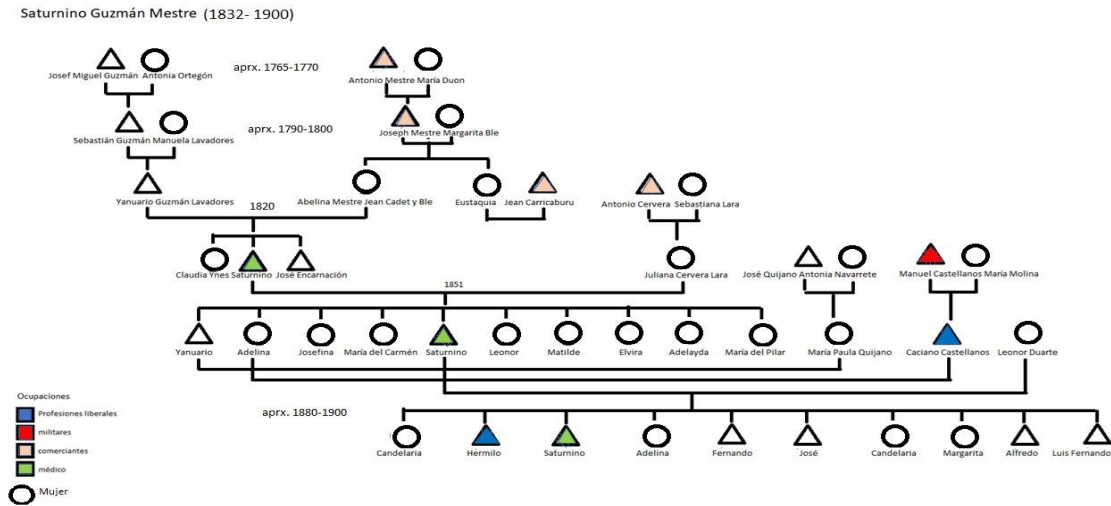 Saturnino Guzmán Mestre (1832- 1900)
Josef Miguel Guzmán Antonia Ortegón
aprx. 1765-1770
Antonio Mestre María Duon
aprx. 1790-1800
Sebastián Guzmán Manuela Lavadores
Joseph Mestre Margarita Ble
Yanuario Guzmán Lavadores
1820
Abelina Mestre Jean Cadet y Ble
Eustaquia
Jean Carricaburu
Antonio Cervera
Sebastiana Lara
Claudia Ynes Saturnino
José Encarnación
Juliana Cervera Lara
José Quijano Antonia Navarrete
Manuel Castellanos María Molina
1851
Yanuario
Adelina
Josefina
María del Carmén
Saturnino
Leonor
Matilde
Elvira
Adelayda
María del Pilar
María Paula Quijano
Caciano Castellanos
Leonor Duarte
aprx. 1880-1900
Candelaria
Hermilo
Saturnino
Adelina
Fernando
José
Candelaria
Margarita
Alfredo
Luis Fernando
Ocupaciones
Profesiones liberales
militares
comerciantes
médico
Mujer